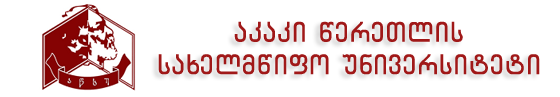 აკაკი წერეთლის
სახელმწიფო უნივერსიტეტი
ა წ ს უ